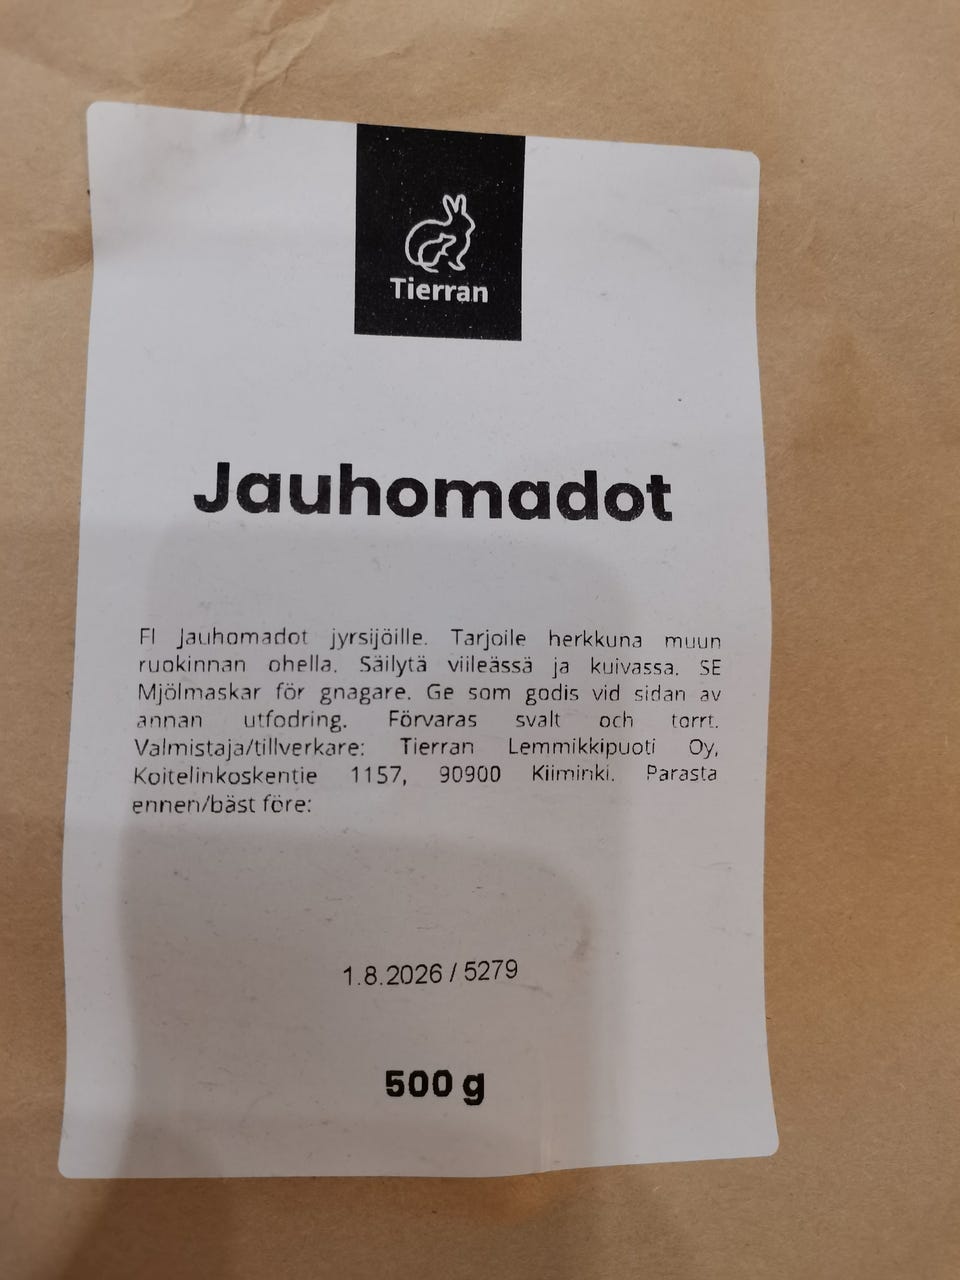 Tierran
Jauhomadot
FI Jauhomadot jyrsijöille. Tarjoile herkkuna muun
ruokinnan ohella. Säilytä viileässä ja kuivassa. SE
Mjölmaskar för gnagare. Ge som godis vid sidan av
annan utfodring. Förvaras svalt och torrt.
Valmistaja/tillverkare: Tierran Lemmikkipuoti Oy,
Koitelinkoskentie 1157, 90900 Kiiminki. Parasta
ennen/bäst före:
1.8.2026 / 5279
500 g